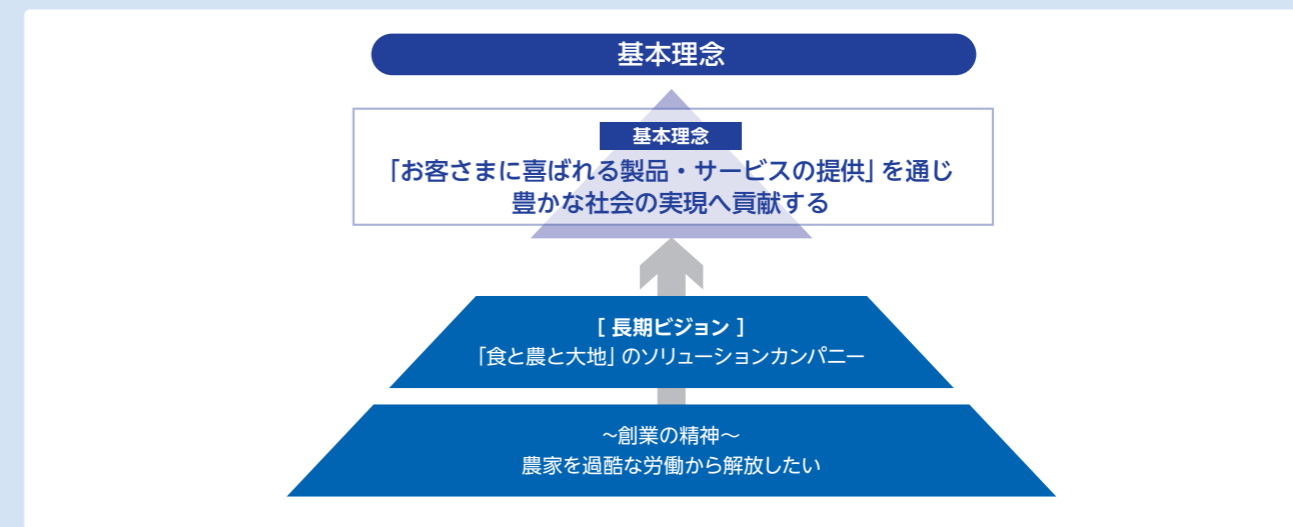 基本理念
基本理念
「お客さまに喜ばれる製品・サービスの提供」を通じ
豊かな社会の実現へ貢献する
[ 長期ビジョン ]
「食と農と大地」のソリューションカンパニー
～創業の精神～
農家を過酷な労働から解放したい